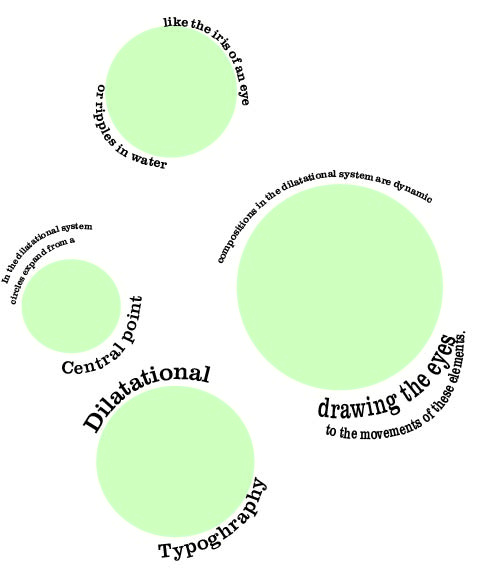 like the iris of an eye
or ripples in water
compositions in the dilatational system are dynamic
In the dilatational system
circles expand from a
Central point
drawing the eyes
to the movements of these elements.
Dilatational
Typoghraphy